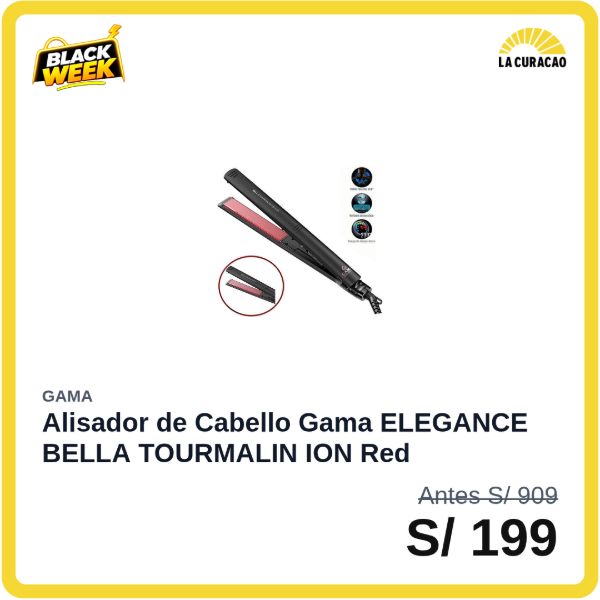 BLACK
WEEK
LA CURACAO
GAMA
Alisador de Cabello Gama ELEGANCE
BELLA TOURMALIN ION Red
Antes S/ 909
S/ 199